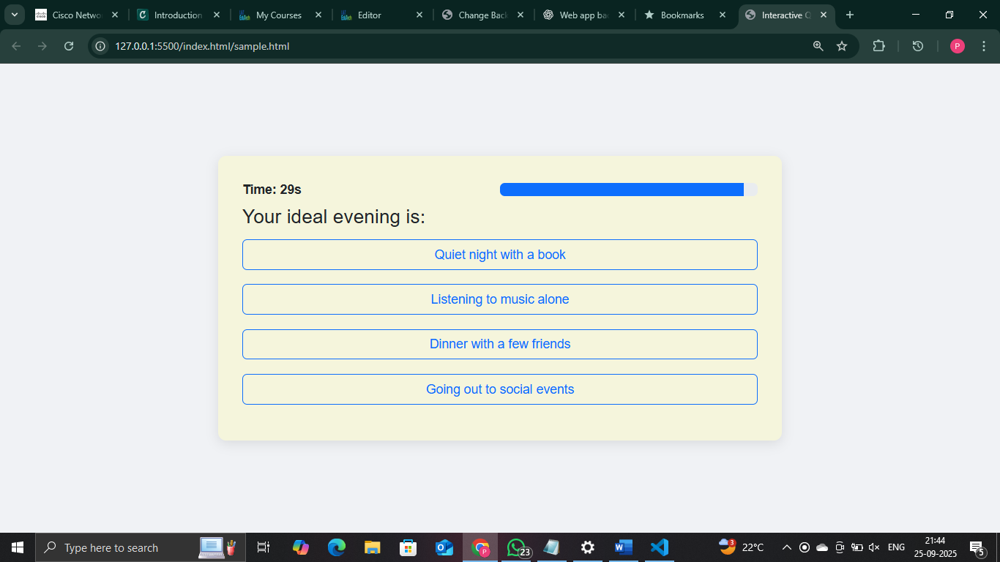 Cisco Netwo
Introduction
My Courses
Editor
Change Back
Web app ba
Bookmarks
Interactive Q
127.0.0.1:5500/index.html/sample.html
P
Time: 29s
Your ideal evening is:
Quiet night with a book
Listening to music alone
Dinner with a few friends
Going out to social events
Type here to search
P
23
3
22°C
ENG
21:44
25-09-2025
5